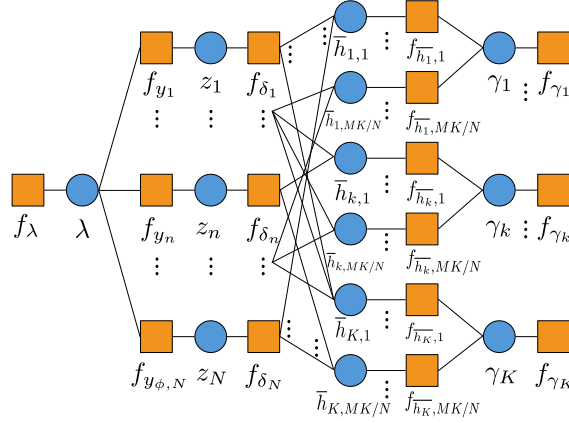 h̅_{1,1} f_{h̅_1,1}
f_{y_1} z_1 f_{δ_1} γ_1 f_{γ_1}
h̅_{1,MK/N} f_{h̅_1,MK/N}
h̅_{k,1} f_{h̅_k,1}
f_λ λ f_{y_n} z_n f_{δ_n} γ_k f_{γ_k}
h̅_{k,MK/N} f_{h̅_k,MK/N}
h̅_{K,1} f_{h̅_K,1}
f_{y_{ϕ,N}} z_N f_{δ_N} γ_K f_{γ_K}
h̅_{K,MK/N} f_{h̅_K,MK/N}